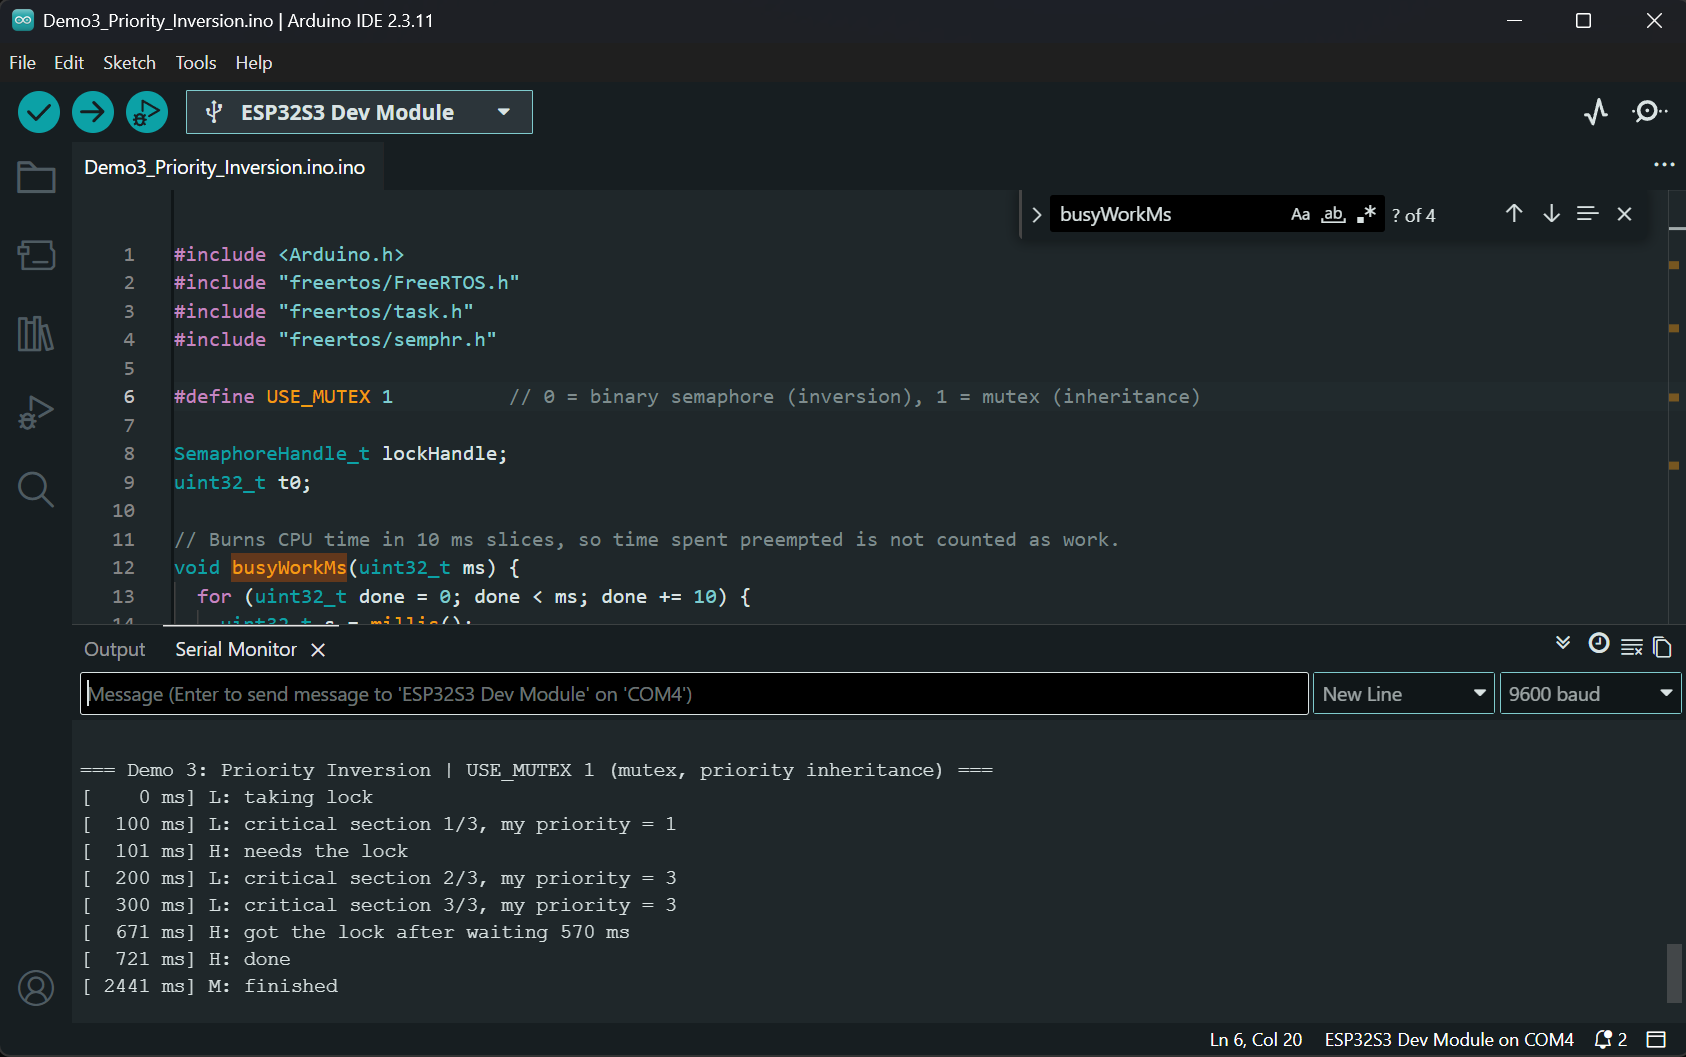 Demo3_Priority_Inversion.ino | Arduino IDE 2.3.11
File Edit Sketch Tools Help
ESP32S3 Dev Module
Demo3_Priority_Inversion.ino.ino
busyWorkMs Aa ab .* ? of 4
1 #include <Arduino.h>
2 #include "freertos/FreeRTOS.h"
3 #include "freertos/task.h"
4 #include "freertos/semphr.h"
5
6 #define USE_MUTEX 1 // 0 = binary semaphore (inversion), 1 = mutex (inheritance)
7
8 SemaphoreHandle_t lockHandle;
9 uint32_t t0;
10
11 // Burns CPU time in 10 ms slices, so time spent preempted is not counted as work.
12 void busyWorkMs(uint32_t ms) {
13 for (uint32_t done = 0; done < ms; done += 10) {
14 uint32_t s = millis();
Output Serial Monitor
Message (Enter to send message to 'ESP32S3 Dev Module' on 'COM4') New Line 9600 baud
=== Demo 3: Priority Inversion | USE_MUTEX 1 (mutex, priority inheritance) ===
[    0 ms] L: taking lock
[  100 ms] L: critical section 1/3, my priority = 1
[  101 ms] H: needs the lock
[  200 ms] L: critical section 2/3, my priority = 3
[  300 ms] L: critical section 3/3, my priority = 3
[  671 ms] H: got the lock after waiting 570 ms
[  721 ms] H: done
[ 2441 ms] M: finished
Ln 6, Col 20 ESP32S3 Dev Module on COM4 2